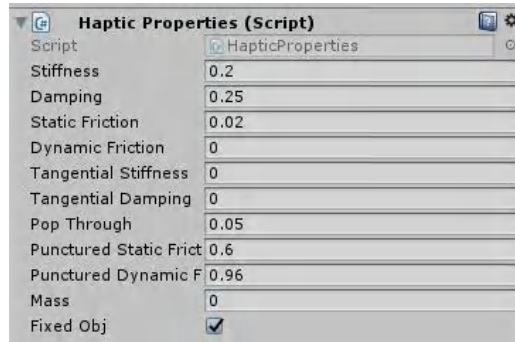 Haptic Properties (Script)
Script HapticProperties
Stiffness 0.2
Damping 0.25
Static Friction 0.02
Dynamic Friction 0
Tangential Stiffness 0
Tangential Damping 0
Pop Through 0.05
Punctured Static Frict 0.6
Punctured Dynamic F 0.96
Mass 0
Fixed Obj